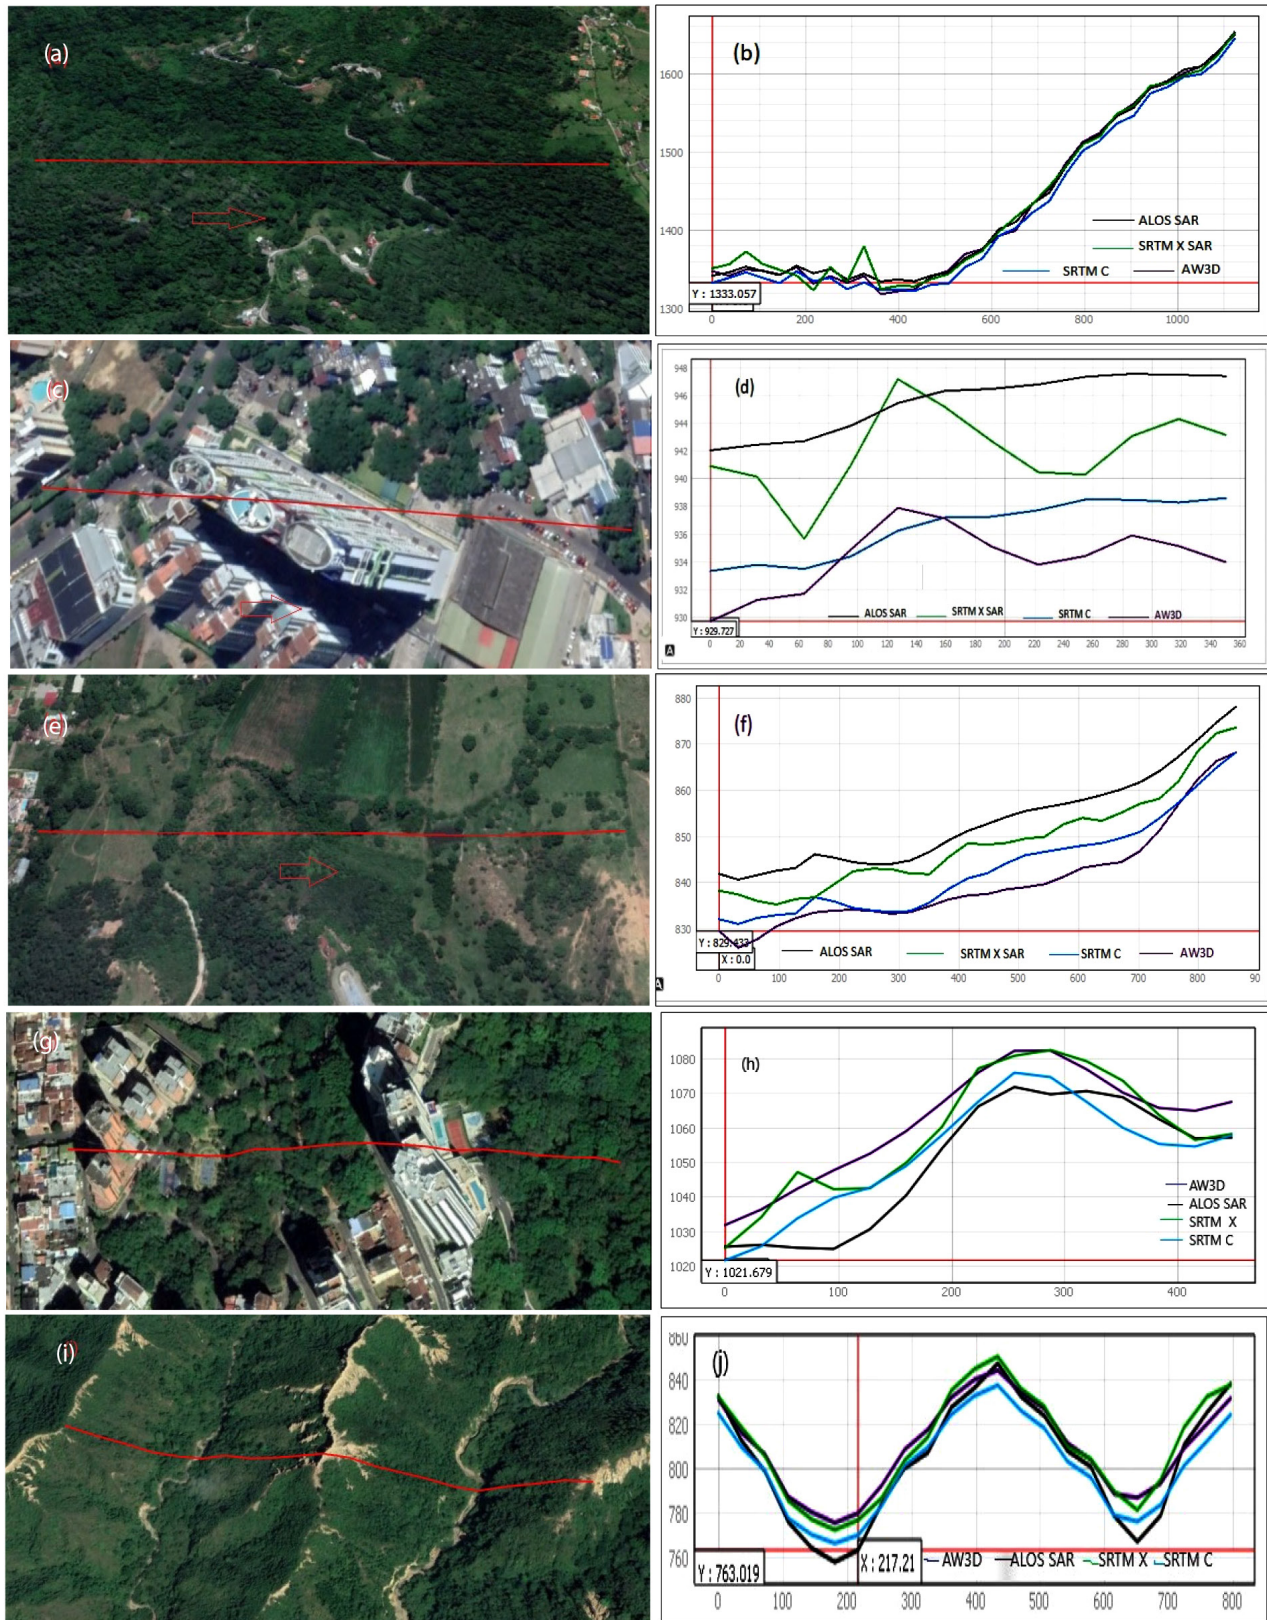 (a)
(b)
1600
1500
1400
1300
ALOS SAR
SRTM X SAR
SRTM C
AW3D
Y : 1333.057
0 200 400 600 800 1000
(c)
(d)
948
946
944
942
940
938
936
934
932
930
ALOS SAR SRTM X SAR SRTM C AW3D
Y : 929.727
A
0 20 40 60 80 100 120 140 160 180 200 220 240 260 280 300 320 340 360
(e)
(f)
880
870
860
850
840
830
Y : 829.433
X : 0.0
ALOS SAR SRTM X SAR SRTM C AW3D
A
0 100 200 300 400 500 600 700 800 90
(g)
(h)
1080
1070
1060
1050
1040
1030
1020
AW3D
ALOS SAR
SRTM X
SRTM C
Y : 1021.679
0 100 200 300 400
(i)
(j)
860
840
820
800
780
760
Y : 763.019
X : 217.21
AW3D ALOS SAR SRTM X SRTM C
0 100 200 300 400 500 600 700 800